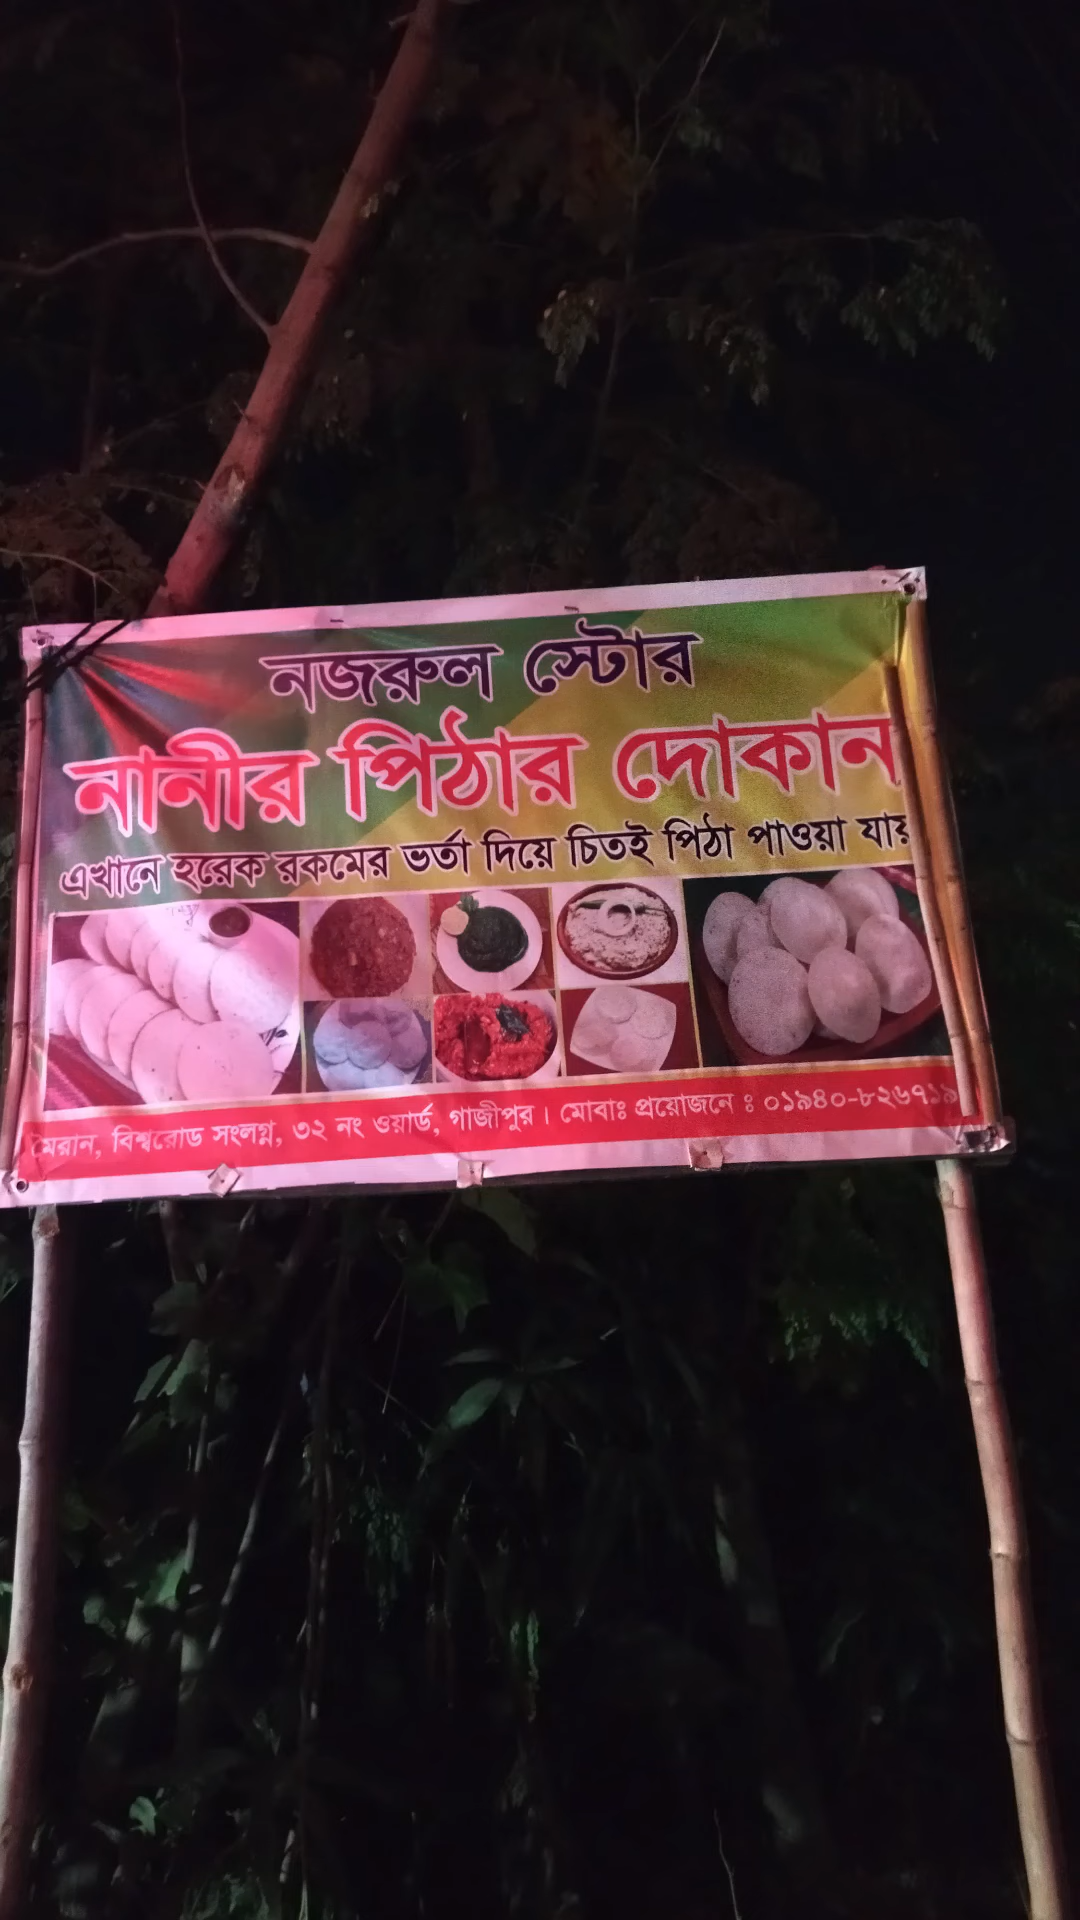 নজরুল স্টোর
নানীর পিঠার দোকান
এখানে হরেক রকমের ভর্তা দিয়ে চিতই পিঠা পাওয়া যায়
মৈরান, বিশ্বরোড সংলগ্ন, ৩২ নং ওয়ার্ড, গাজীপুর। মোবাঃ প্রয়োজনে : ০১৯৪০-৮২৬৭১৯